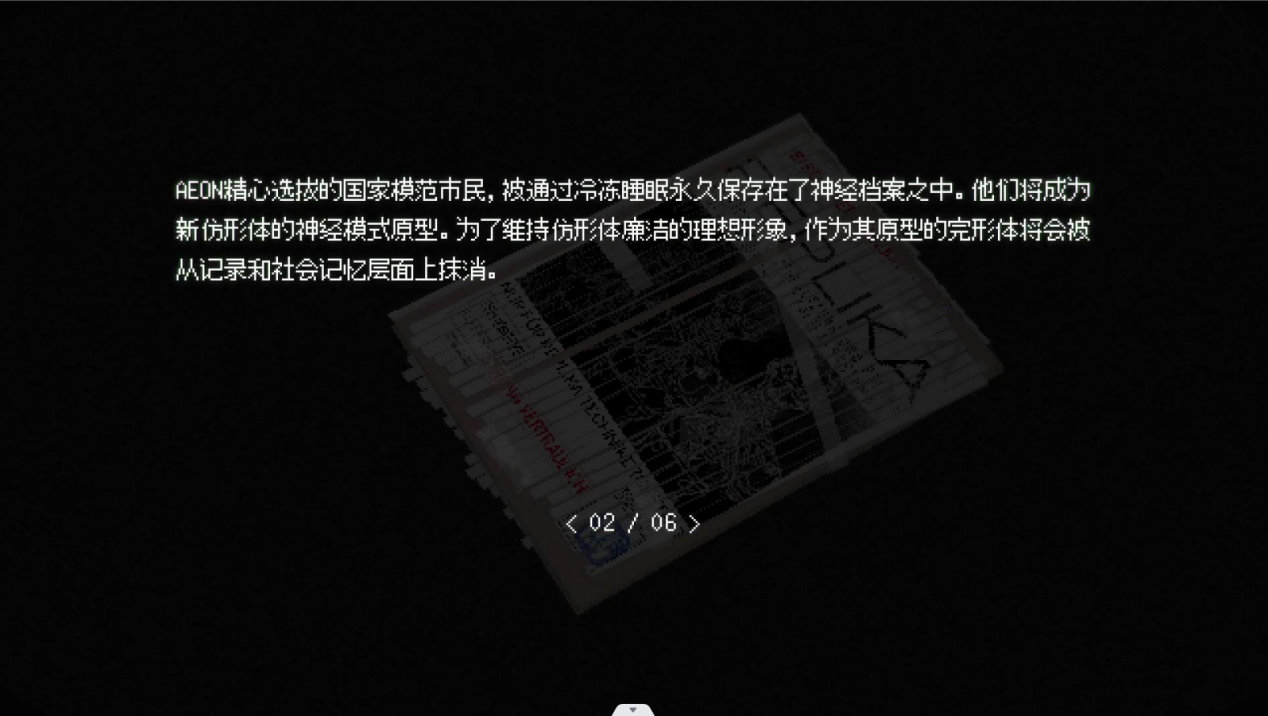 AEON精心选拔的国家模范市民，被通过冷冻睡眠永久保存在了神经档案之中。他们将成为
新仿形体的神经模式原型。为了维持仿形体廉洁的理想形象，作为其原型的完形体将会被
从记录和社会记忆层面上抹消。
< 02 / 06 >